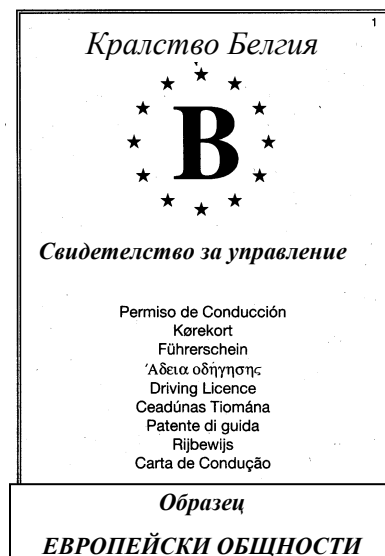 1
Кралство Белгия
B
Свидетелство за управление
Permiso de Conducción
Kørekort
Führerschein
Άδεια οδήγησης
Driving Licence
Ceadúnas Tiomána
Patente di guida
Rijbewijs
Carta de Condução
Образец
ЕВРОПЕЙСКИ ОБЩНОСТИ